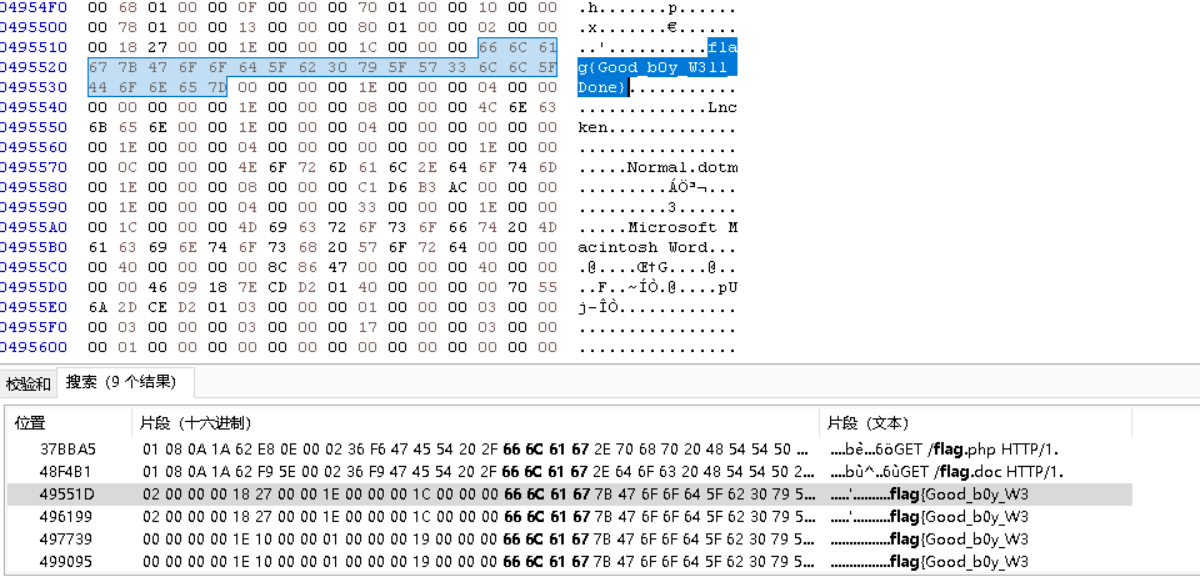 04954F0 00 68 01 00 00 0F 00 00 00 70 01 00 00 10 00 00 .h.......p......
0495500 00 78 01 00 00 13 00 00 00 80 01 00 00 02 00 00 .x.......€......
0495510 00 18 27 00 00 1E 00 00 00 1C 00 00 00 66 6C 61 ..'..........fla
0495520 67 7B 47 6F 6F 64 5F 62 30 79 5F 57 33 6C 6C 5F g{Good_b0y_W3ll_
0495530 44 6F 6E 65 7D 00 00 00 00 1E 00 00 00 04 00 00 Done}...........
0495540 00 00 00 00 00 1E 00 00 00 08 00 00 00 4C 6E 63 .............Lnc
0495550 6B 65 6E 00 00 1E 00 00 00 04 00 00 00 00 00 00 ken.............
0495560 00 1E 00 00 00 04 00 00 00 00 00 00 00 1E 00 00 ................
0495570 00 0C 00 00 00 4E 6F 72 6D 61 6C 2E 64 6F 74 6D .....Normal.dotm
0495580 00 1E 00 00 00 08 00 00 00 C1 D6 B3 AC 00 00 00 .........ÁÖ³¬...
0495590 00 1E 00 00 00 04 00 00 00 33 00 00 00 1E 00 00 .........3......
04955A0 00 1C 00 00 00 4D 69 63 72 6F 73 6F 66 74 20 4D .....Microsoft M
04955B0 61 63 69 6E 74 6F 73 68 20 57 6F 72 64 00 00 00 acintosh Word...
04955C0 00 40 00 00 00 00 8C 86 47 00 00 00 00 40 00 00 .@....Œ†G....@..
04955D0 00 00 46 09 18 7E CD D2 01 40 00 00 00 00 70 55 ..F..~ÍÒ.@....pU
04955E0 6A 2D CE D2 01 03 00 00 00 01 00 00 00 03 00 00 j-ÎÒ............
04955F0 00 03 00 00 00 03 00 00 00 17 00 00 00 03 00 00 ................
0495600 00 01 00 00 00 00 00 00 00 00 00 00 00 00 00 00 ................
校验和 搜索 (9 个结果)
位置 片段 (十六进制) 片段 (文本)
37BBA5 01 08 0A 1A 62 E8 0E 00 02 36 F6 47 45 54 20 2F 66 6C 61 67 2E 70 68 70 20 48 54 54 50 ... ....bè...6öGET /flag.php HTTP/1.
48F4B1 01 08 0A 1A 62 F9 5E 00 02 36 F9 47 45 54 20 2F 66 6C 61 67 2E 64 6F 63 20 48 54 54 50 2... ....bù^..6ùGET /flag.doc HTTP/1.
49551D 02 00 00 00 18 27 00 00 1E 00 00 00 1C 00 00 00 66 6C 61 67 7B 47 6F 6F 64 5F 62 30 79 5... .....'..........flag{Good_b0y_W3
496199 02 00 00 00 18 27 00 00 1E 00 00 00 1C 00 00 00 66 6C 61 67 7B 47 6F 6F 64 5F 62 30 79 5... .....'..........flag{Good_b0y_W3
497739 00 00 00 00 1E 10 00 00 01 00 00 00 19 00 00 00 66 6C 61 67 7B 47 6F 6F 64 5F 62 30 79 5... ................flag{Good_b0y_W3
499095 00 00 00 00 1E 10 00 00 01 00 00 00 19 00 00 00 66 6C 61 67 7B 47 6F 6F 64 5F 62 30 79 5... ................flag{Good_b0y_W3